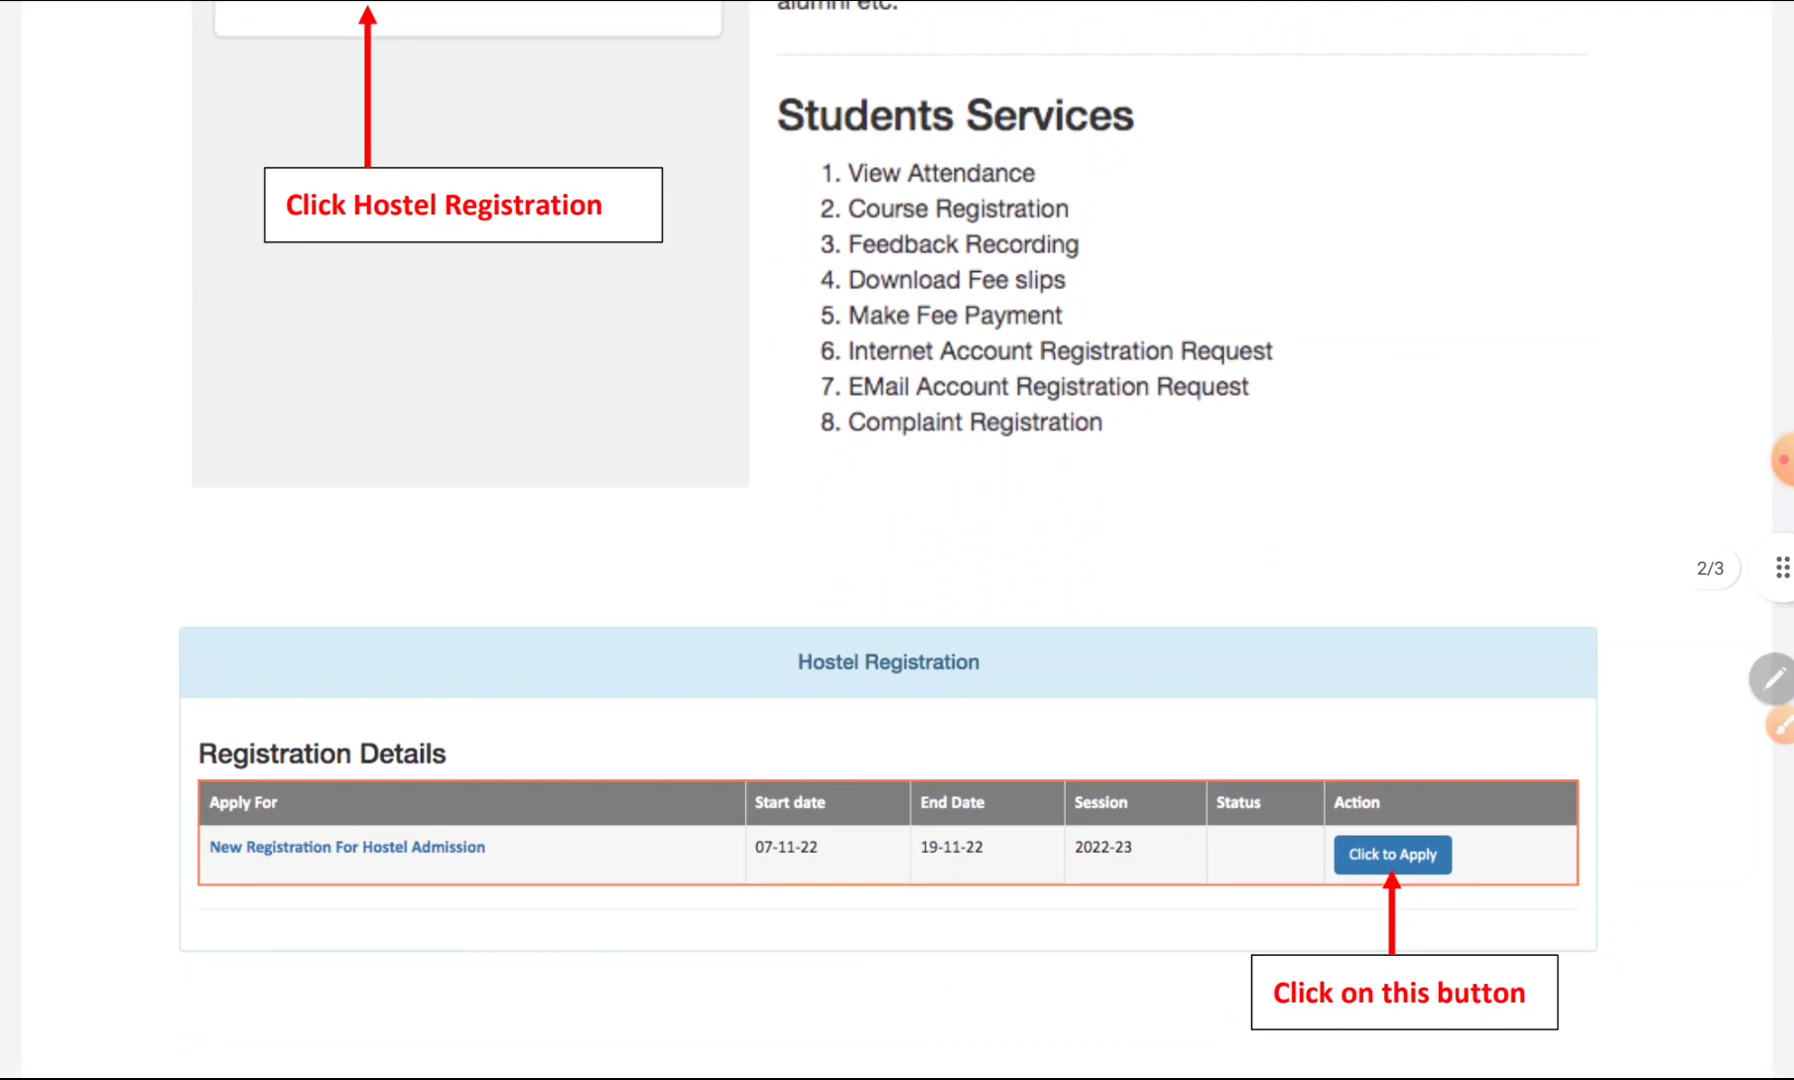 alumni etc.
Click Hostel Registration
Students Services
1. View Attendance
2. Course Registration
3. Feedback Recording
4. Download Fee slips
5. Make Fee Payment
6. Internet Account Registration Request
7. EMail Account Registration Request
8. Complaint Registration
2/3
Hostel Registration
Registration Details
Apply For Start date End Date Session Status Action
New Registration For Hostel Admission 07-11-22 19-11-22 2022-23 Click to Apply
Click on this button